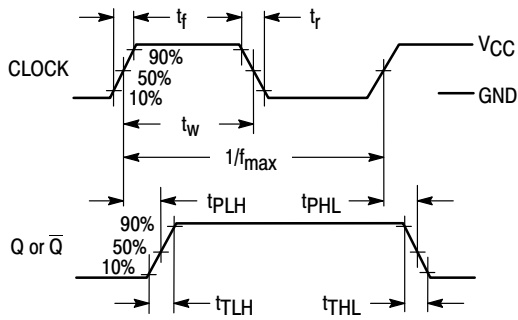 tf
tr
CLOCK
90%
50%
10%
VCC
GND
tw
1/fmax
tPLH
tPHL
Q or Q̅
90%
50%
10%
tTLH
tTHL